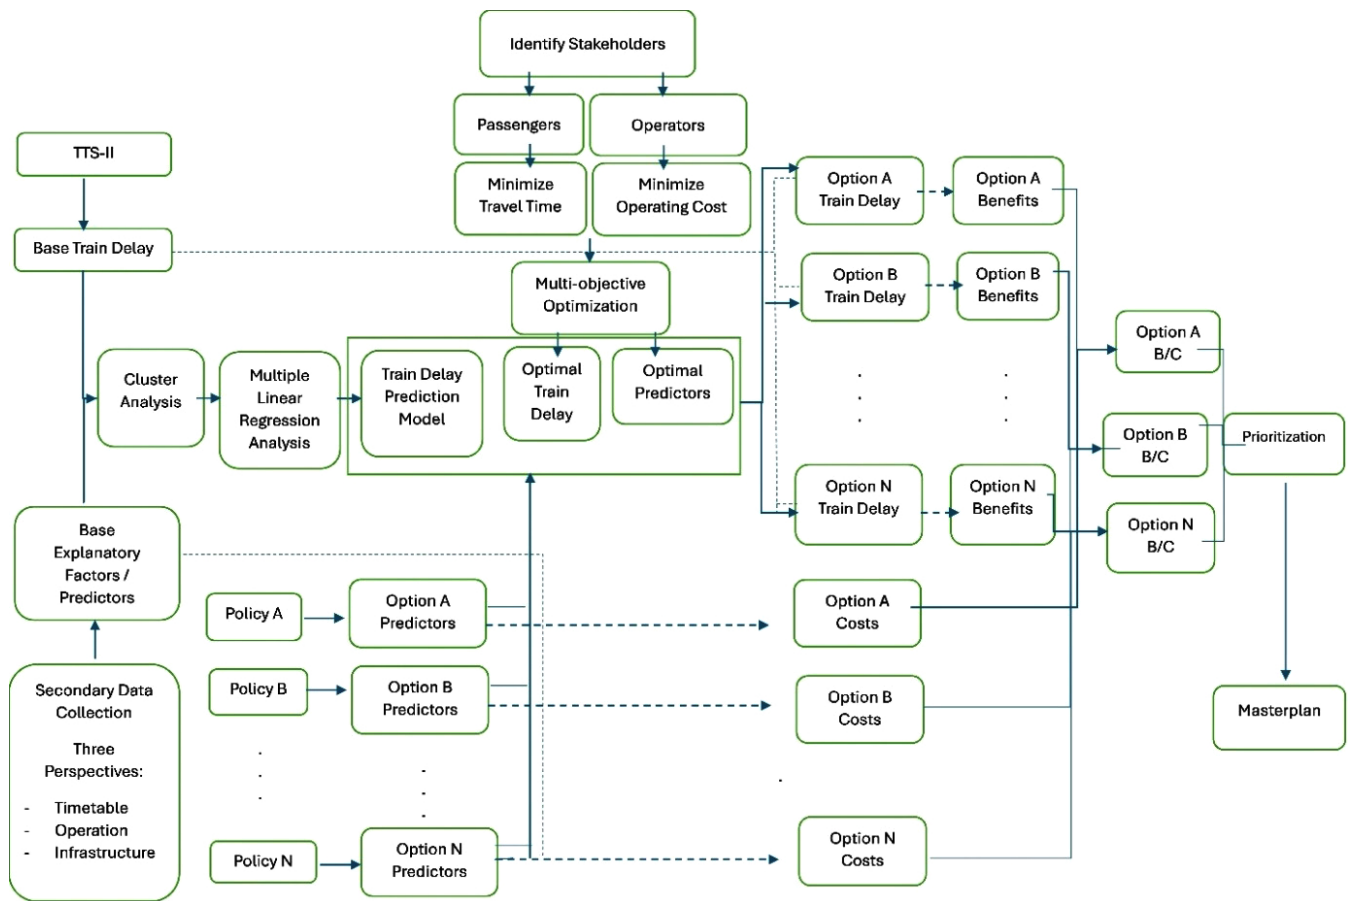 Identify Stakeholders
Passengers
Operators
TTS-II
Minimize
Travel Time
Minimize
Operating Cost
Option A
Train Delay
Option A
Benefits
Base Train Delay
Multi-objective
Optimization
Option B
Train Delay
Option B
Benefits
Option A
B/C
Cluster
Analysis
Multiple
Linear
Regression
Analysis
Train Delay
Prediction
Model
Optimal
Train
Delay
Optimal
Predictors
Option B
B/C
Prioritization
Option N
Train Delay
Option N
Benefits
Option N
B/C
Base
Explanatory
Factors /
Predictors
Policy A
Option A
Predictors
Option A
Costs
Secondary Data
Collection
Three
Perspectives:
- Timetable
- Operation
- Infrastructure
Policy B
Option B
Predictors
Option B
Costs
Masterplan
Policy N
Option N
Predictors
Option N
Costs